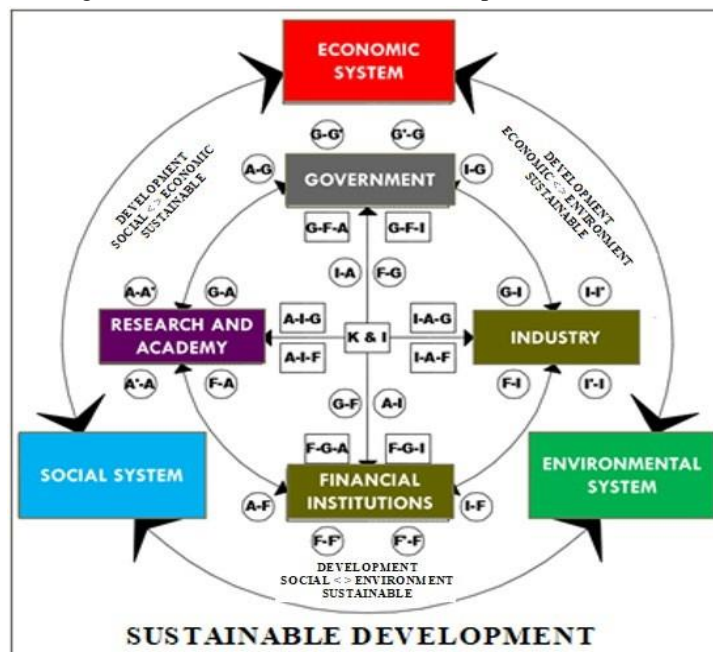 ECONOMIC
SYSTEM
G-G' G'-G
A-G GOVERNMENT I-G
DEVELOPMENT
SOCIAL < > ECONOMIC
SUSTAINABLE
DEVELOPMENT
ECONOMIC < > ENVIRONMENT
SUSTAINABLE
G-F-A G-F-I
I-A F-G
A-A' G-A G-I I-I'
RESEARCH AND
ACADEMY
A-I-G K & I I-A-G
INDUSTRY
A-I-F I-A-F
A'-A F-A F-I I'-I
G-F A-I
F-G-A F-G-I
SOCIAL SYSTEM
FINANCIAL
INSTITUTIONS
ENVIRONMENTAL
SYSTEM
A-F I-F
F-F' F'-F
DEVELOPMENT
SOCIAL < > ENVIRONMENT
SUSTAINABLE
SUSTAINABLE DEVELOPMENT